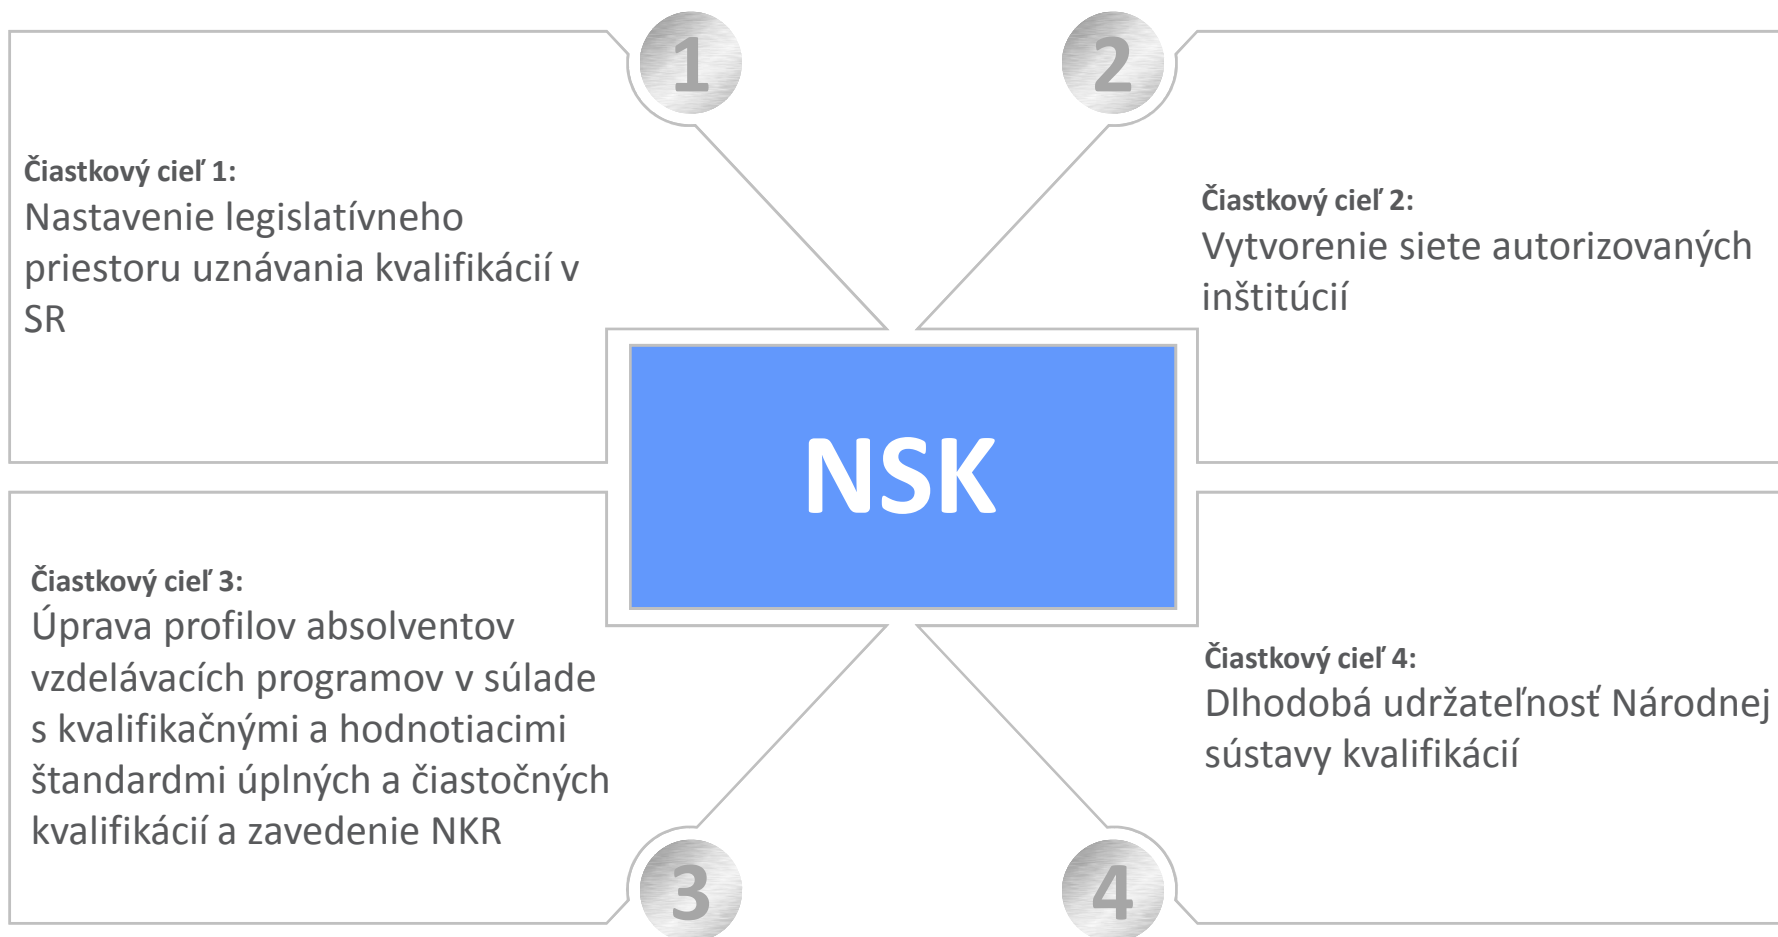 1
Čiastkový cieľ 1:
Nastavenie legislatívneho
priestoru uznávania kvalifikácií v
SR
2
Čiastkový cieľ 2:
Vytvorenie siete autorizovaných
inštitúcií
NSK
Čiastkový cieľ 3:
Úprava profilov absolventov
vzdelávacích programov v súlade
s kvalifikačnými a hodnotiacimi
štandardmi úplných a čiastočných
kvalifikácií a zavedenie NKR
3
Čiastkový cieľ 4:
Dlhodobá udržateľnosť Národnej
sústavy kvalifikácií
4